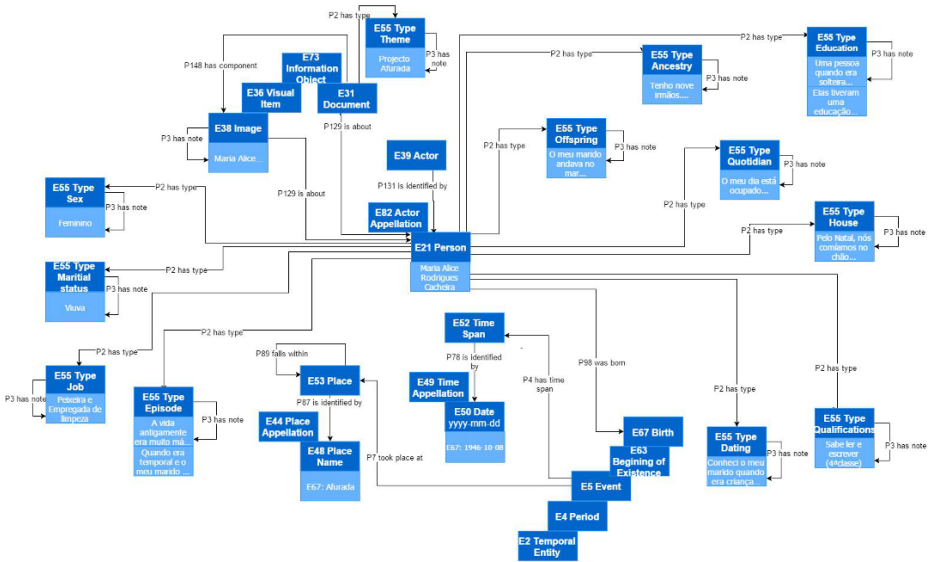 P2 has type
E55 Type
Theme
Projecto
Afurada
P3 has
note
P148 has component
E73
Information
Object
E36 Visual
Item
E31
Document
E38 Image
Maria Alice...
P3 has note
P129 is about
P129 is about
E39 Actor
P131 is identified by
E82 Actor
Appellation
E21 Person
Maria Alice
Rodrigues
Cacheira
P2 has type
E55 Type
Ancestry
Tenho nove
irmãos....
P3 has note
P2 has type
E55 Type
Education
Uma pessoa
quando era
solteira...
Elas tiveram
uma
educação...
P3 has note
P2 has type
E55 Type
Offspring
O meu marido
andava no
mar...
P3 has note
P2 has type
E55 Type
Quotidian
O meu dia está
ocupado...
P3 has note
P2 has type
E55 Type
House
Pelo Natal, nós
comíamos no
chão...
P3 has note
E55 Type
Sex
Feminino
P3 has note
P2 has type
E55 Type
Maritial
status
Viuva
P3 has note
P2 has type
E55 Type
Job
Peixeira e
Empregada de
limpeza
P3 has note
P2 has type
E55 Type
Episode
A vida
antigamente
era muito má...
Quando era
temporal e o
meu marido ...
P3 has note
P2 has type
P89 falls within
E53 Place
P87 is identified by
E44 Place
Appellation
E48 Place
Name
E67: Afurada
P7 took place at
E52 Time
Span
P78 is identified
by
E49 Time
Appellation
E50 Date
yyyy-mm-dd
E67: 1946-10-08
P4 has time
span
P98 was born
E67 Birth
E63
Begining of
Existence
E5 Event
E4 Period
E2 Temporal
Entity
P2 has type
E55 Type
Dating
Conheci o meu
marido quando
era criança...
P3 has note
P2 has type
E55 Type
Qualifications
Sabe ler e
escrever
(4ªclasse)
P3 has note